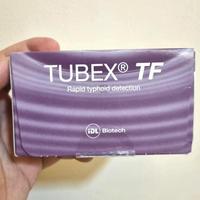 TUBEX® TF
Rapid typhoid detection
IDL Biotech